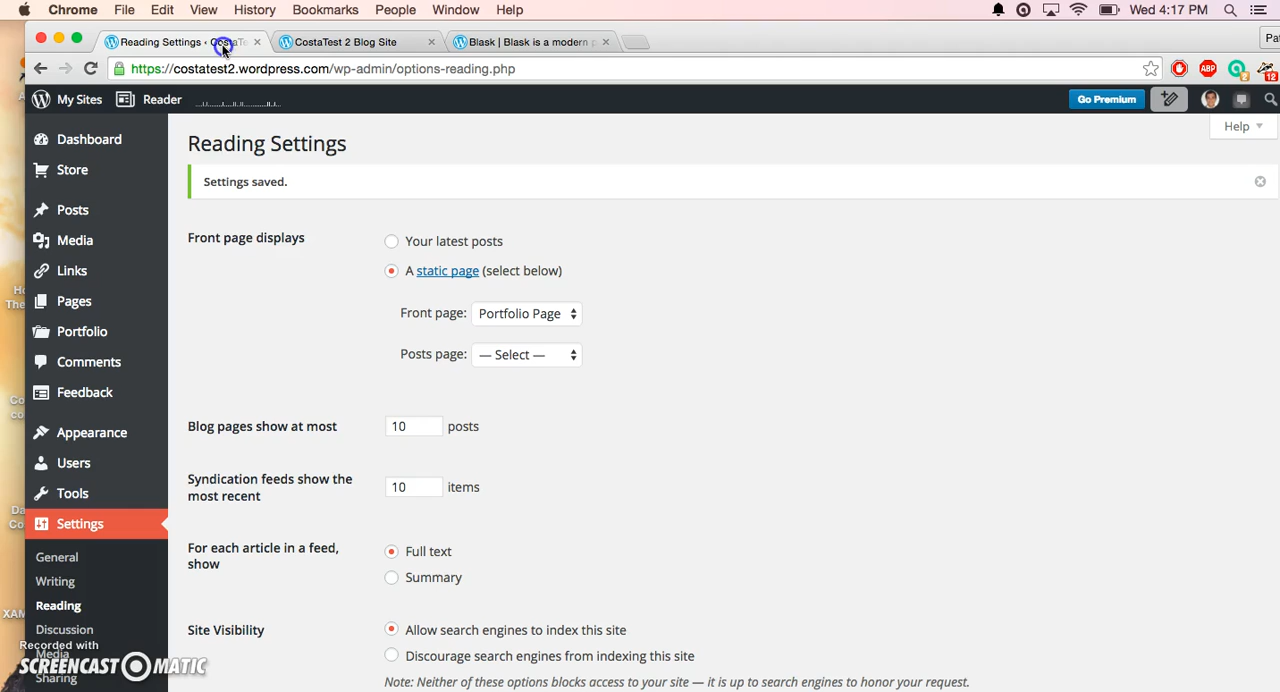 Chrome File Edit View History Bookmarks People Window Help Wed 4:17 PM
Reading Settings ‹ CostaTe CostaTest 2 Blog Site Blask | Blask is a modern p
https://costatest2.wordpress.com/wp-admin/options-reading.php ABP 2 12
My Sites Reader Go Premium
Help
Dashboard
Store
Posts
Media
Links
Pages
Portfolio
Comments
Feedback
Appearance
Users
Tools
Settings
General
Writing
Reading
Discussion
Media
Sharing
Reading Settings
Settings saved.
Front page displays
Your latest posts
A static page (select below)
Front page: Portfolio Page
Posts page: — Select —
Blog pages show at most 10 posts
Syndication feeds show the most recent 10 items
For each article in a feed, show
Full text
Summary
Site Visibility
Allow search engines to index this site
Discourage search engines from indexing this site
Note: Neither of these options blocks access to your site — it is up to search engines to honor your request.
Recorded with
SCREENCAST MATIC